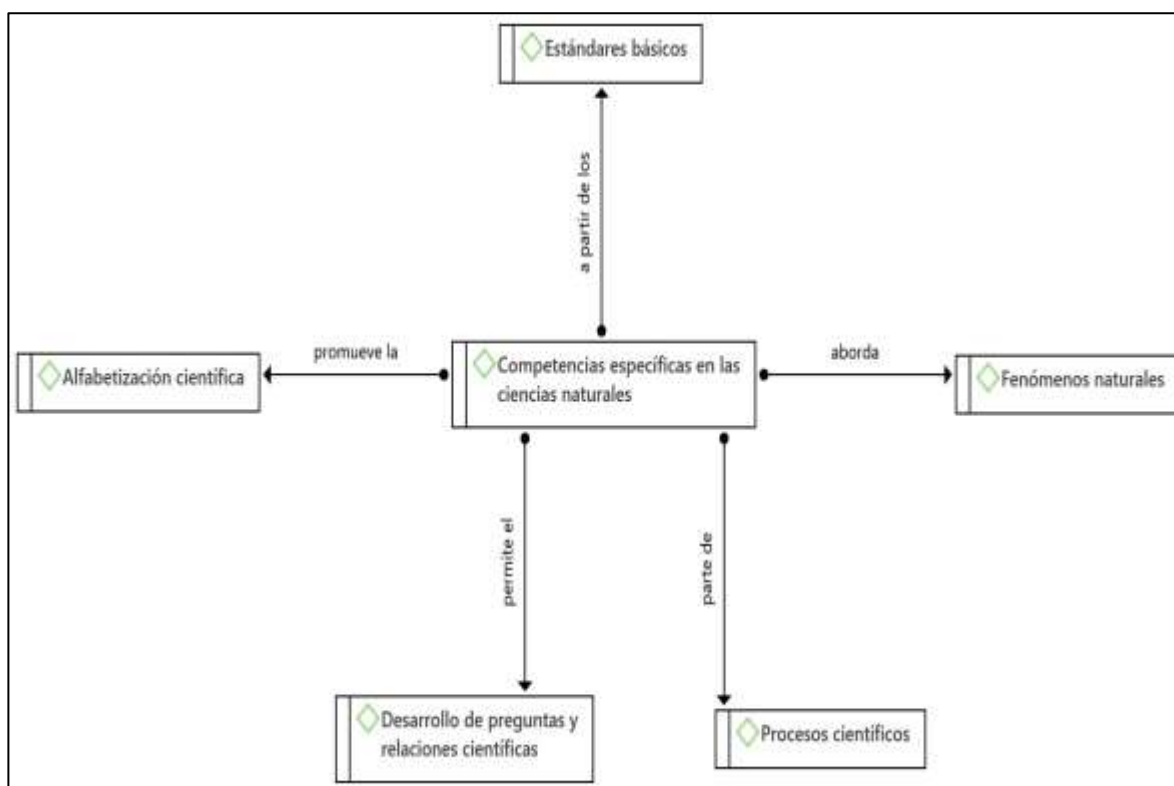 Estándares básicos
a partir de los
promueve la
aborda
Alfabetización científica
Competencias específicas en las
ciencias naturales
Fenómenos naturales
permite el
parte de
Desarrollo de preguntas y
relaciones científicas
Procesos científicos